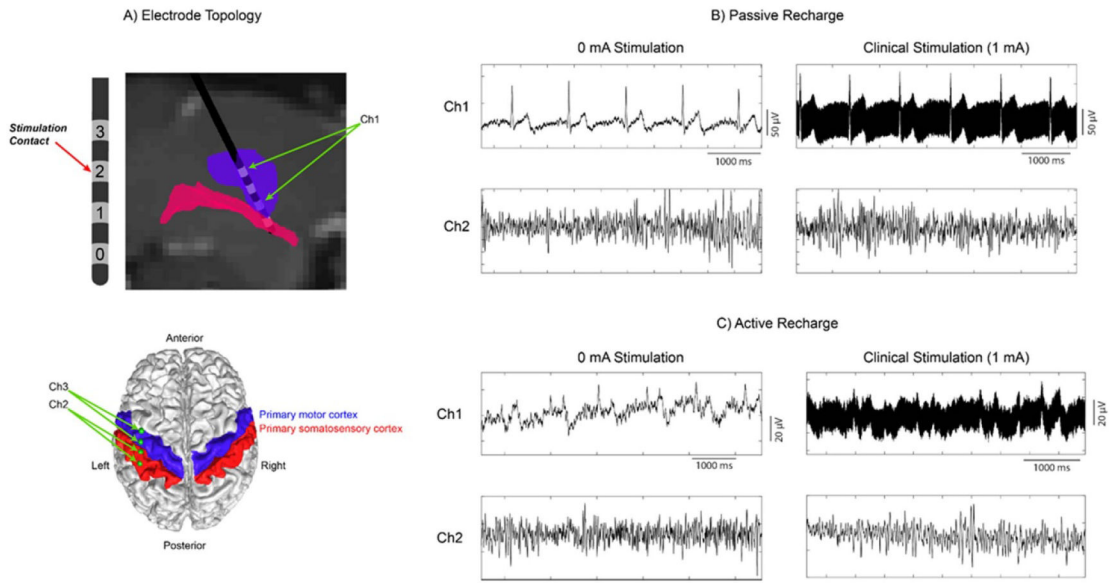 A) Electrode Topology
Stimulation
Contact
3
2
1
0
Ch1
Anterior
Ch3
Ch2
Primary motor cortex
Primary somatosensory cortex
Left
Right
Posterior
B) Passive Recharge
0 mA Stimulation
Clinical Stimulation (1 mA)
Ch1
50 μV
1000 ms
50 μV
1000 ms
Ch2
C) Active Recharge
0 mA Stimulation
Clinical Stimulation (1 mA)
Ch1
20 μV
1000 ms
20 μV
1000 ms
Ch2